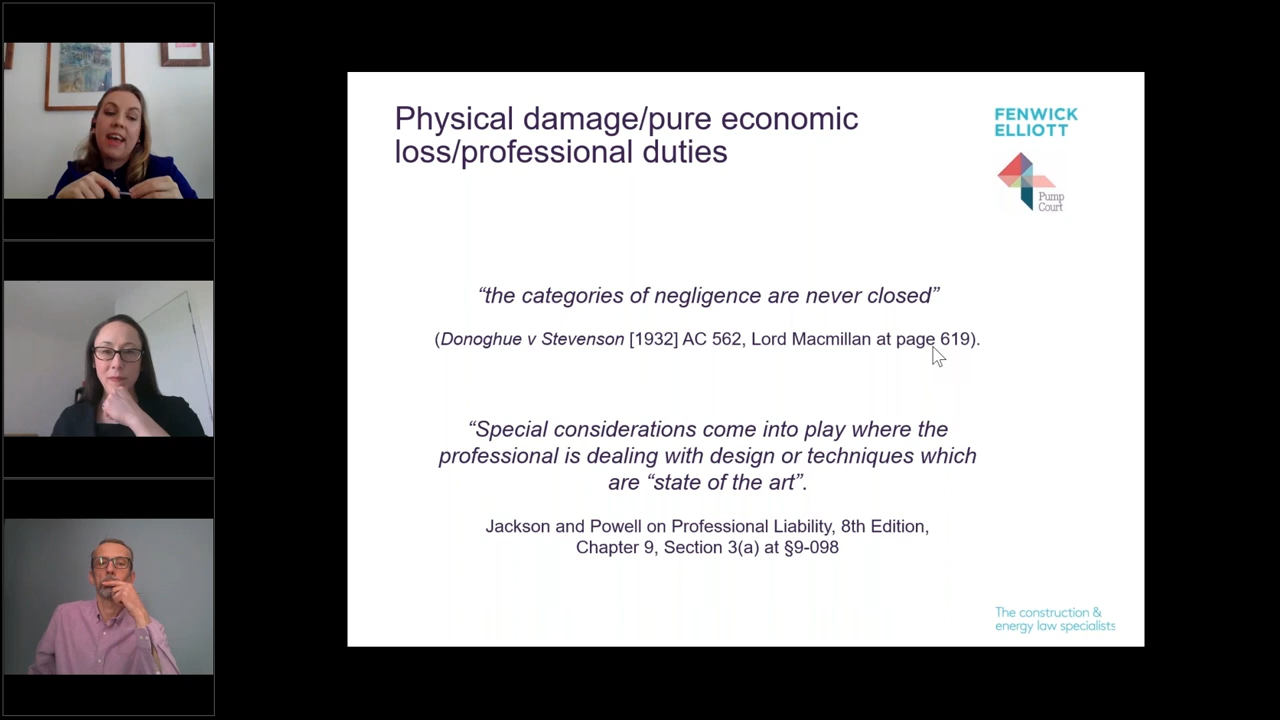 Physical damage/pure economic
loss/professional duties
FENWICK
ELLIOTT
Pump
Court
“the categories of negligence are never closed”
(Donoghue v Stevenson [1932] AC 562, Lord Macmillan at page 619).
“Special considerations come into play where the
professional is dealing with design or techniques which
are “state of the art”.
Jackson and Powell on Professional Liability, 8th Edition,
Chapter 9, Section 3(a) at §9-098
The construction &
energy law specialists